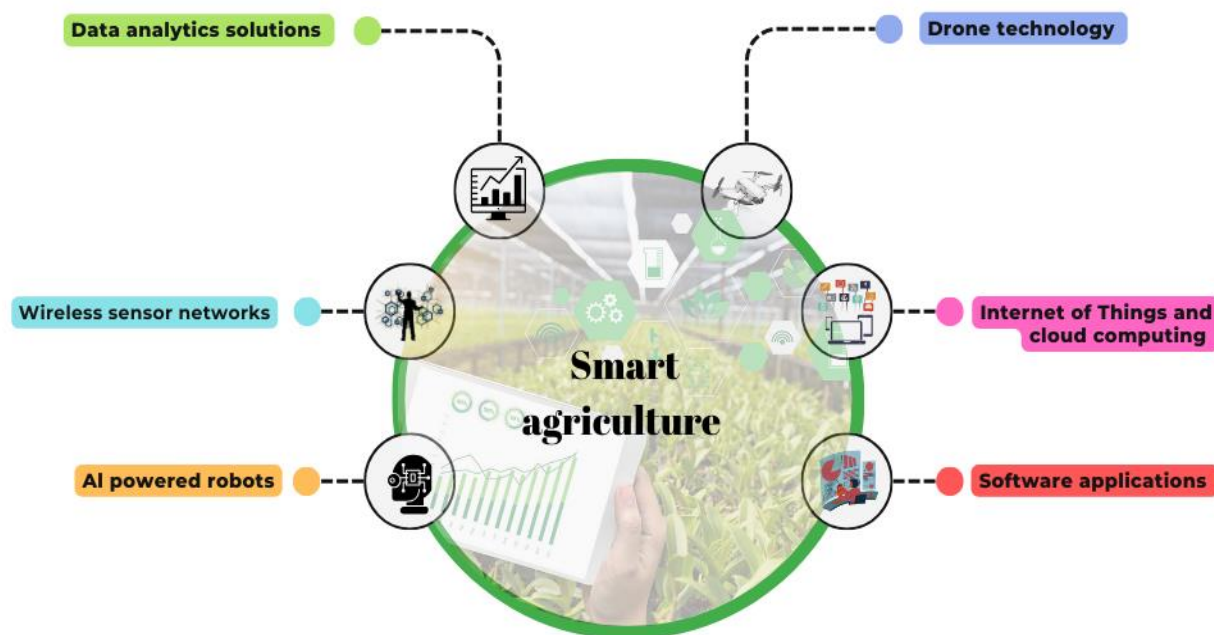 Data analytics solutions
Drone technology
Wireless sensor networks
Internet of Things and
cloud computing
Smart
agriculture
AI powered robots
Software applications